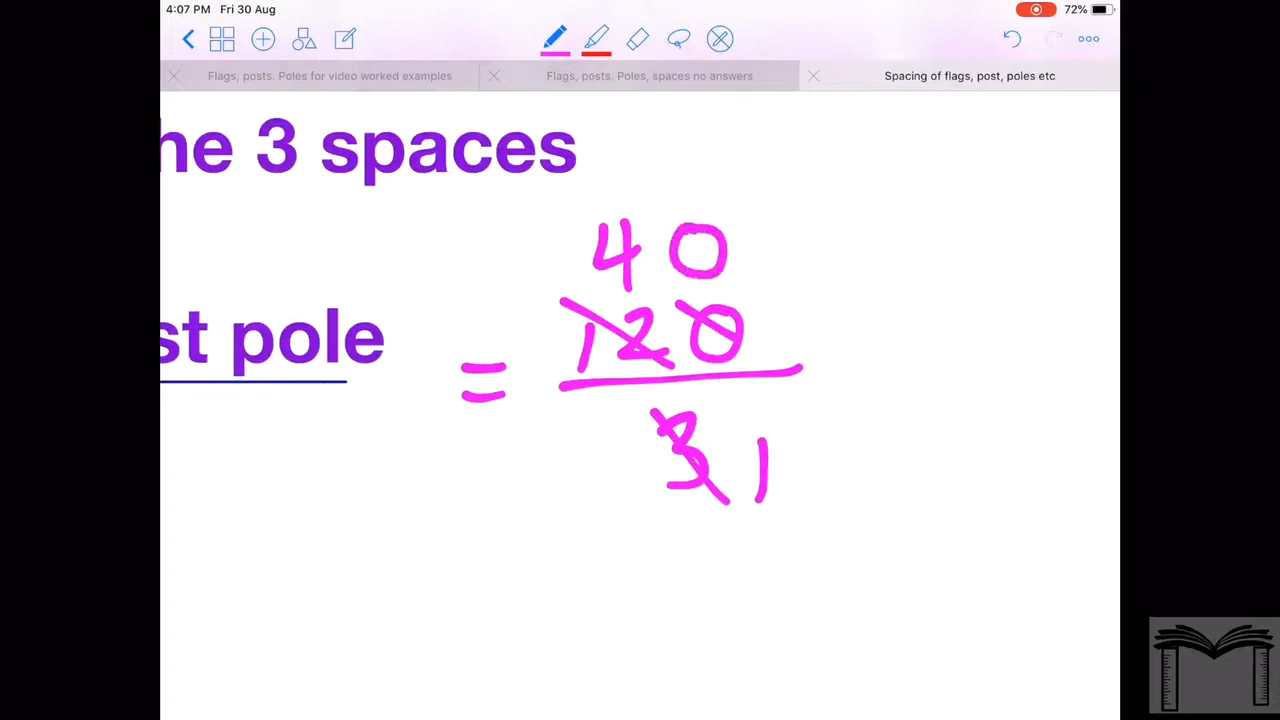 4:07 PM Fri 30 Aug 72%
Flags, posts. Poles for video worked examples Flags, posts. Poles, spaces no answers Spacing of flags, post, poles etc
he 3 spaces
40
st pole
= 120
3 1